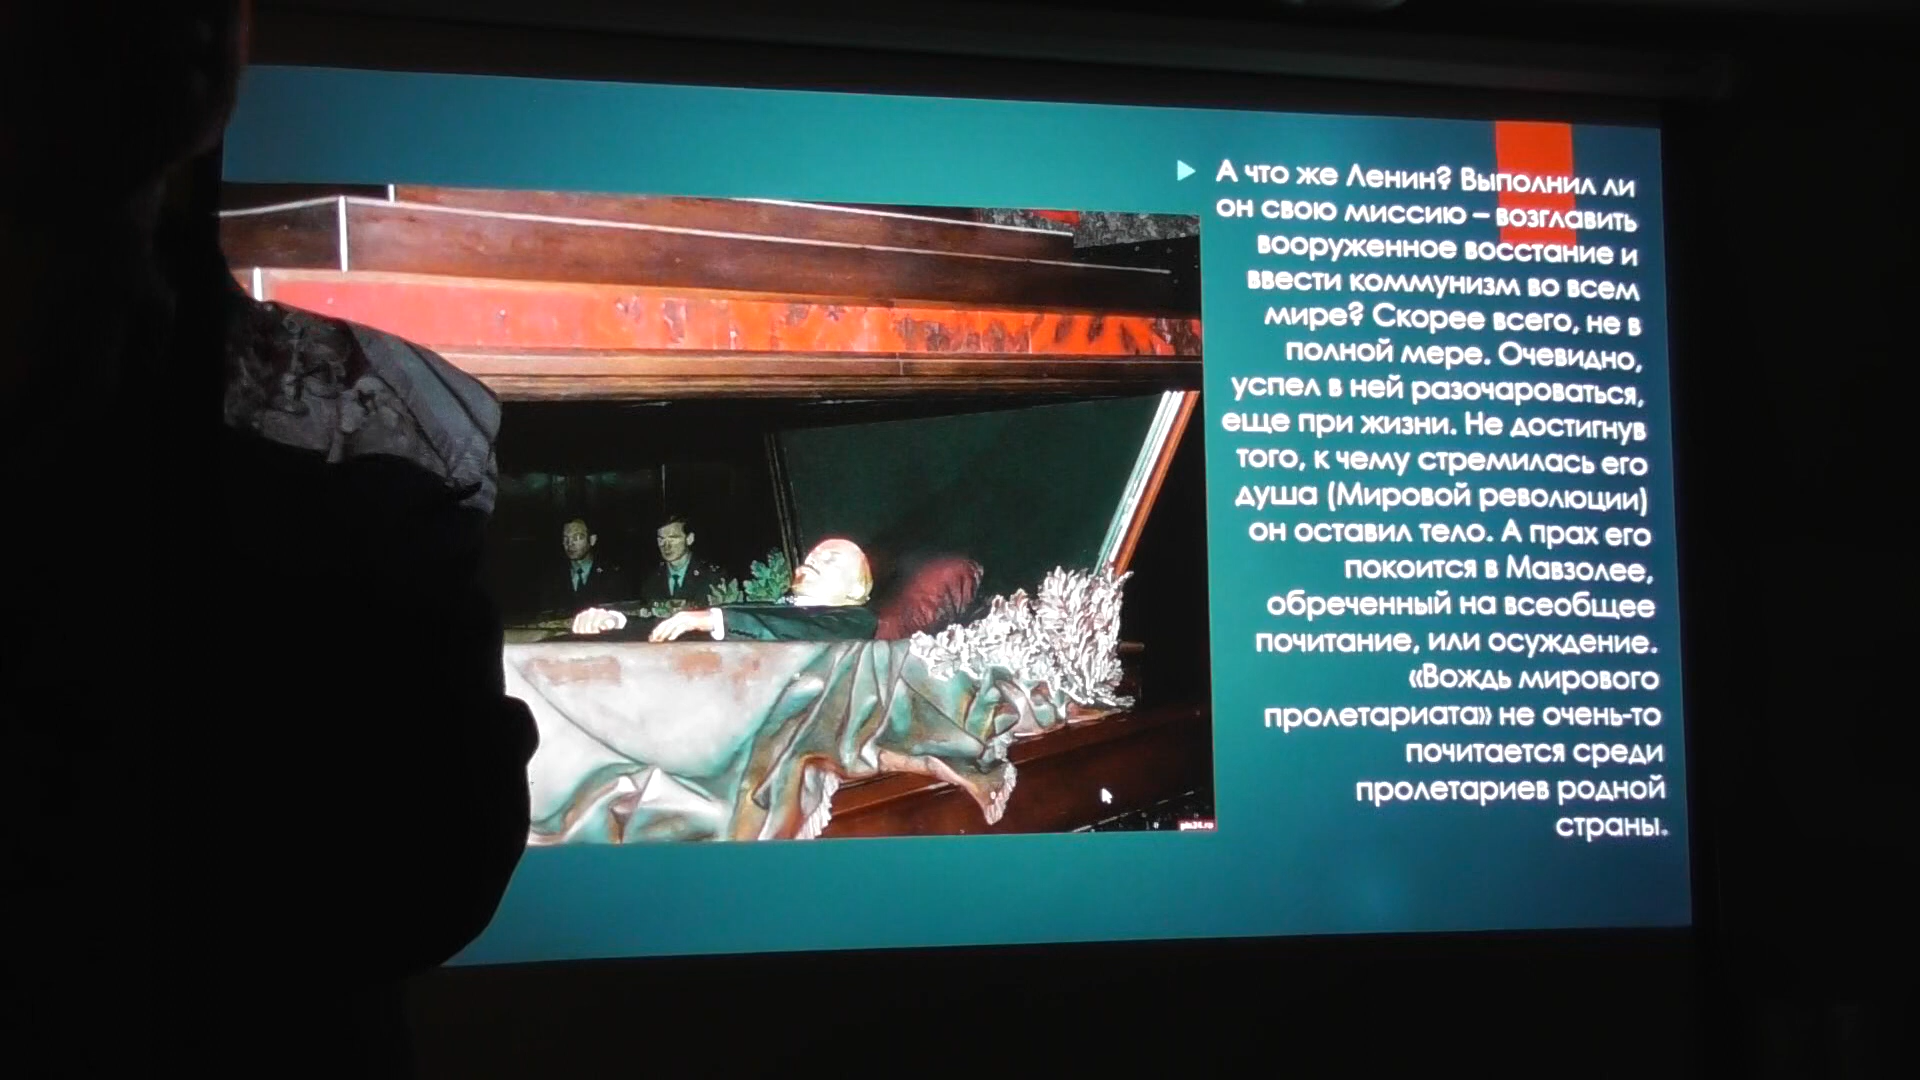 А что же Ленин? Выполнил ли
он свою миссию – возглавить
вооруженное восстание и
ввести коммунизм во всем
мире? Скорее всего, не в
полной мере. Очевидно,
успел в ней разочароваться,
еще при жизни. Не достигнув
того, к чему стремилась его
душа (Мировой революции)
он оставил тело. А прах его
покоится в Мавзолее,
обреченный на всеобщее
почитание, или осуждение.
«Вождь мирового
пролетариата» не очень-то
почитается среди
пролетариев родной
страны.